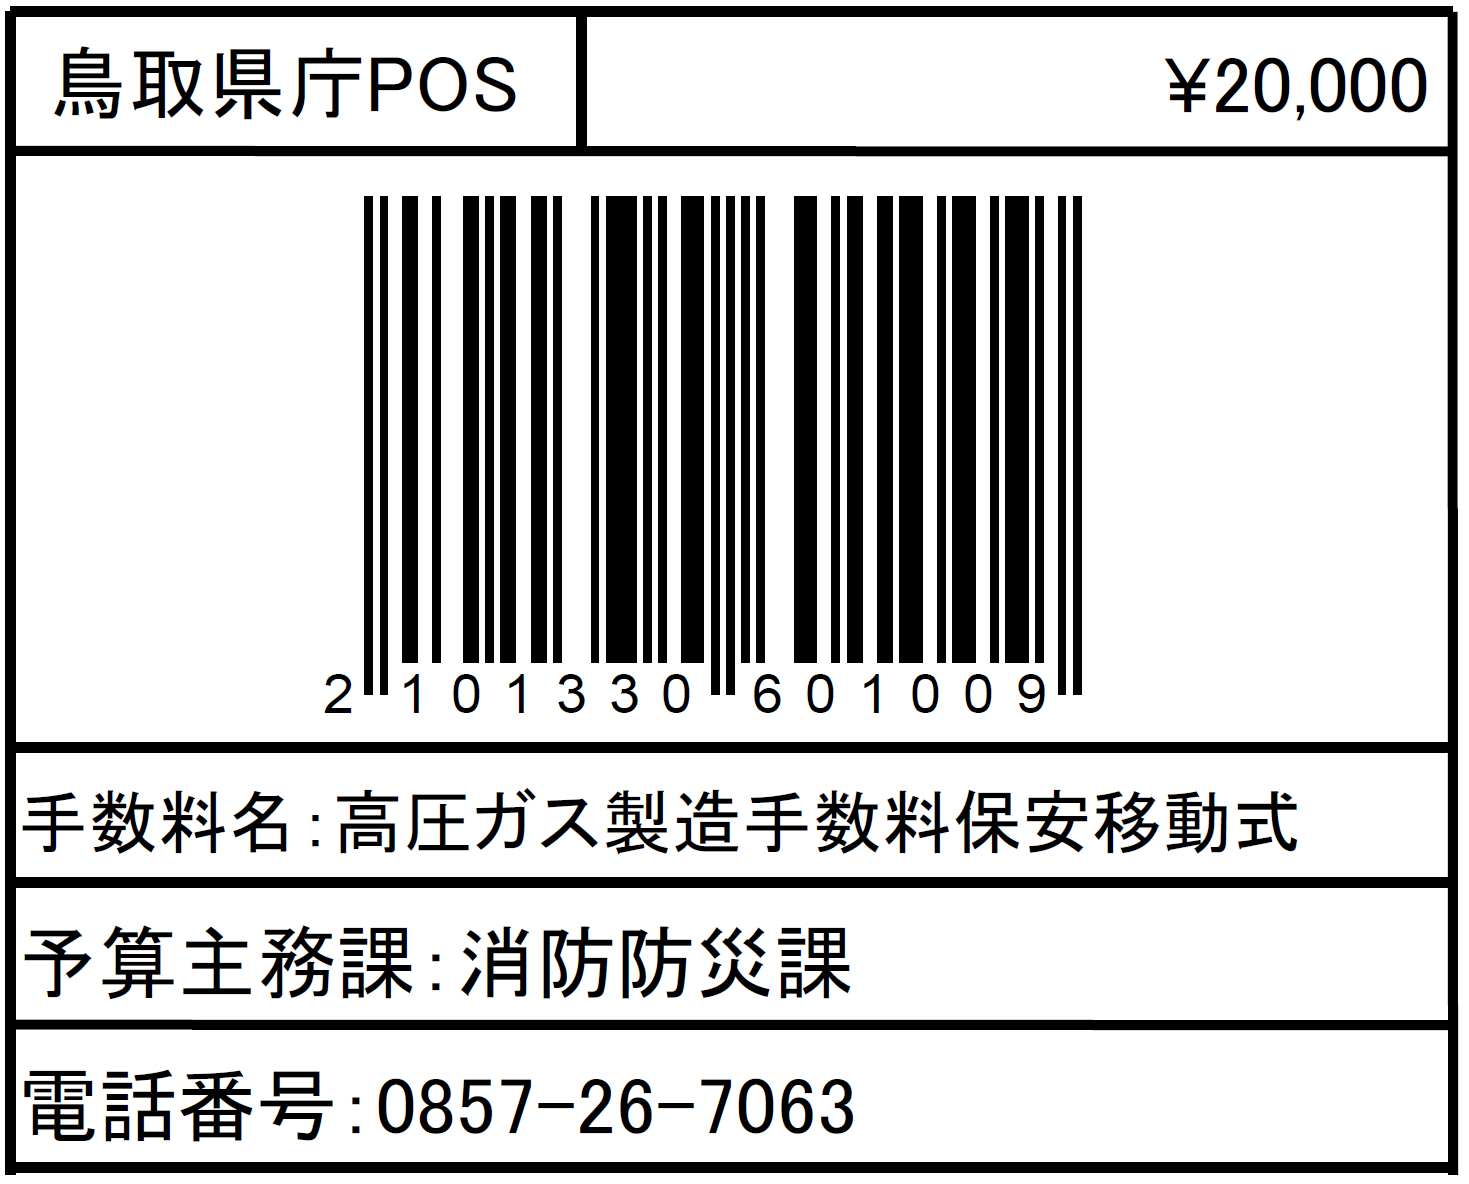 鳥取県庁POS ¥20,000
2 101330 601009
手数料名:高圧ガス製造手数料保安移動式
予算主務課:消防防災課
電話番号:0857-26-7063